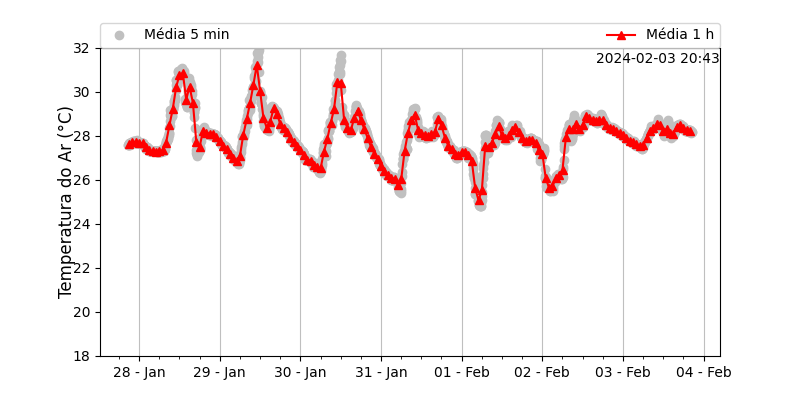 Média 5 min
Média 1 h
2024-02-03 20:43
Temperatura do Ar (°C)
32
30
28
26
24
22
20
18
28 - Jan
29 - Jan
30 - Jan
31 - Jan
01 - Feb
02 - Feb
03 - Feb
04 - Feb